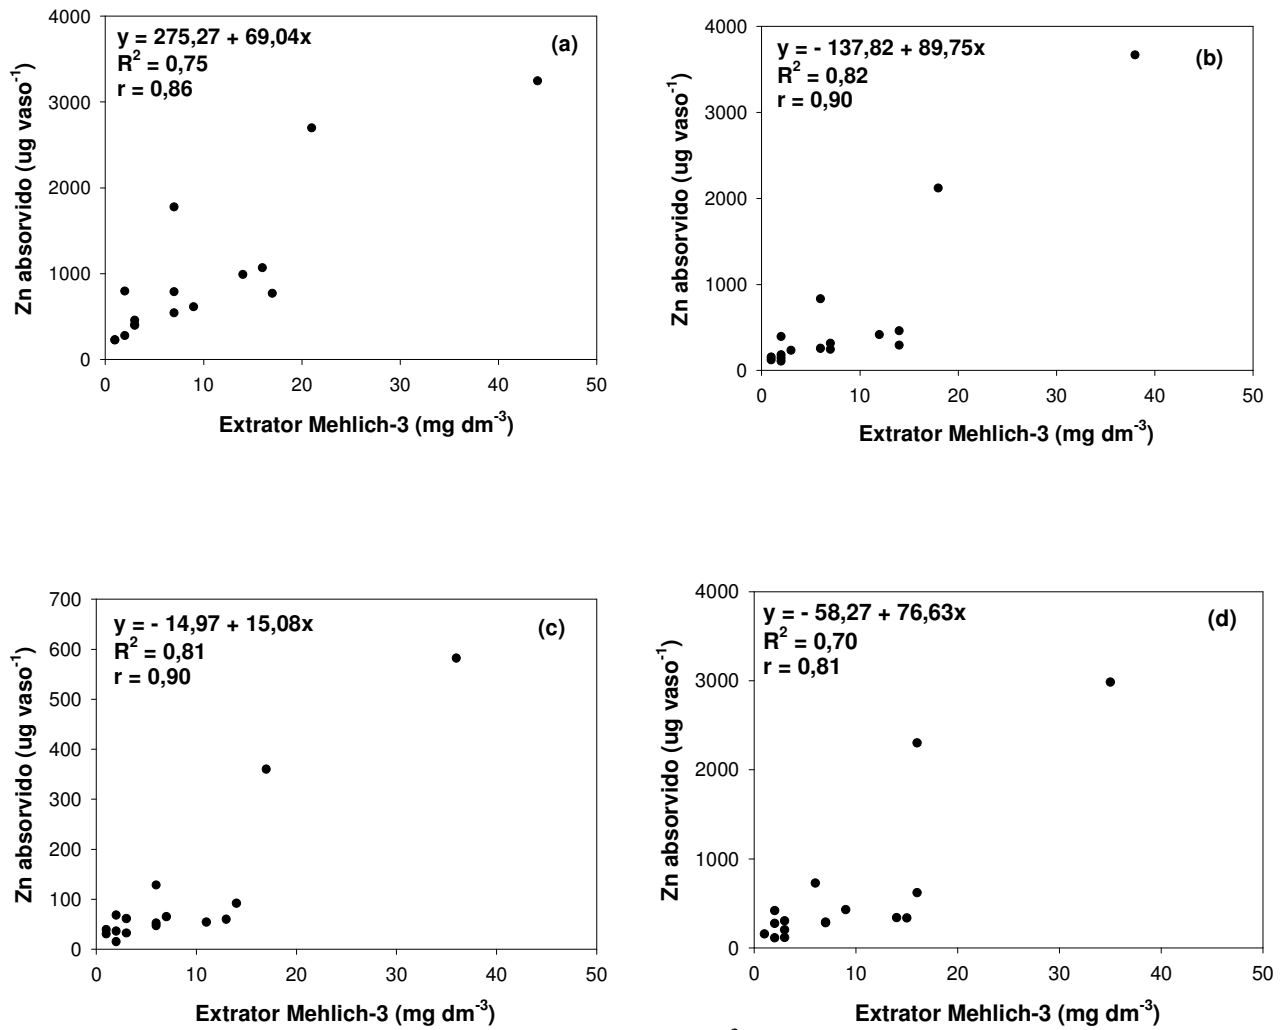 y = 275,27 + 69,04x
R² = 0,75
r = 0,86
(a)
Zn absorvido (ug vaso⁻¹)
4000
3000
2000
1000
0
0 10 20 30 40 50
Extrator Mehlich-3 (mg dm⁻³)
y = - 137,82 + 89,75x
R² = 0,82
r = 0,90
(b)
Zn absorvido (ug vaso⁻¹)
4000
3000
2000
1000
0
0 10 20 30 40 50
Extrator Mehlich-3 (mg dm⁻³)
y = - 14,97 + 15,08x
R² = 0,81
r = 0,90
(c)
Zn absorvido (ug vaso⁻¹)
700
600
500
400
300
200
100
0
0 10 20 30 40 50
Extrator Mehlich-3 (mg dm⁻³)
y = - 58,27 + 76,63x
R² = 0,70
r = 0,81
(d)
Zn absorvido (ug vaso⁻¹)
4000
3000
2000
1000
0
0 10 20 30 40 50
Extrator Mehlich-3 (mg dm⁻³)